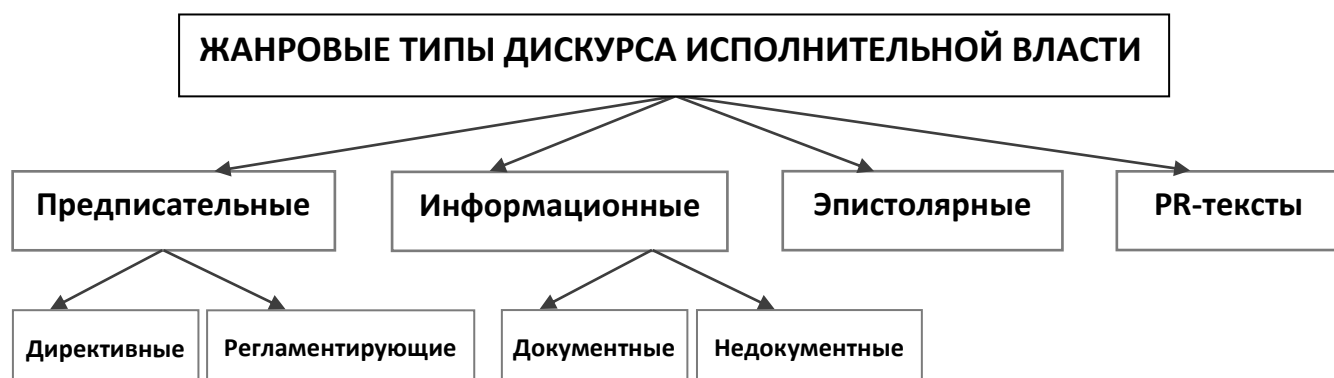 ЖАНРОВЫЕ ТИПЫ ДИСКУРСА ИСПОЛНИТЕЛЬНОЙ ВЛАСТИ
Предписательные
Информационные
Эпистолярные
PR-тексты
Директивные
Регламентирующие
Документные
Недокументные